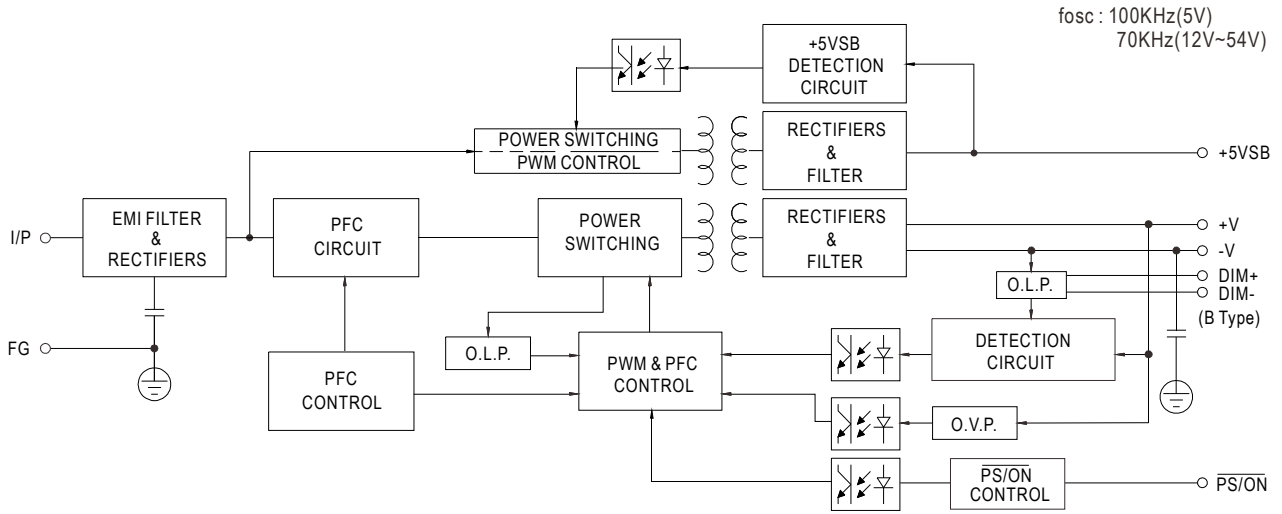 fosc : 100KHz(5V)
70KHz(12V~54V)
+5VSB
DETECTION
CIRCUIT
POWER SWITCHING
PWM CONTROL
RECTIFIERS
&
FILTER
+5VSB
I/P
EMI FILTER
&
RECTIFIERS
PFC
CIRCUIT
POWER
SWITCHING
RECTIFIERS
&
FILTER
+V
-V
O.L.P.
DIM+
DIM-
(B Type)
FG
O.L.P.
PFC
CONTROL
PWM & PFC
CONTROL
DETECTION
CIRCUIT
O.V.P.
PS/ON
CONTROL
PS/ON